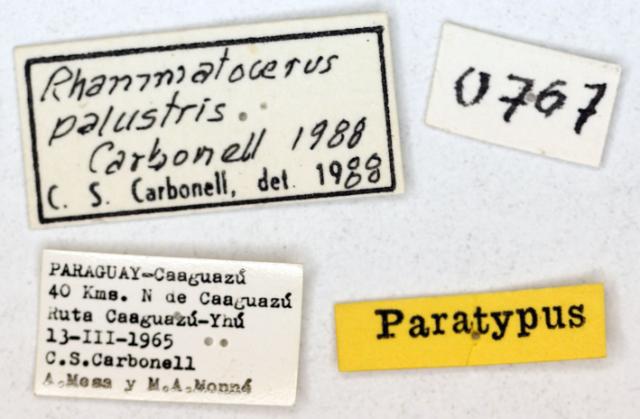 Rhammatocerus
palustris
Carbonell 1988
C. S. Carbonell, det. 1988
0767
PARAGUAY-Caaguazú
40 Kms. N de Caaguazú
Ruta Caaguazú-Yhú
13-III-1965
C.S.Carbonell
A.Mesa y M.A.Monné
Paratypus